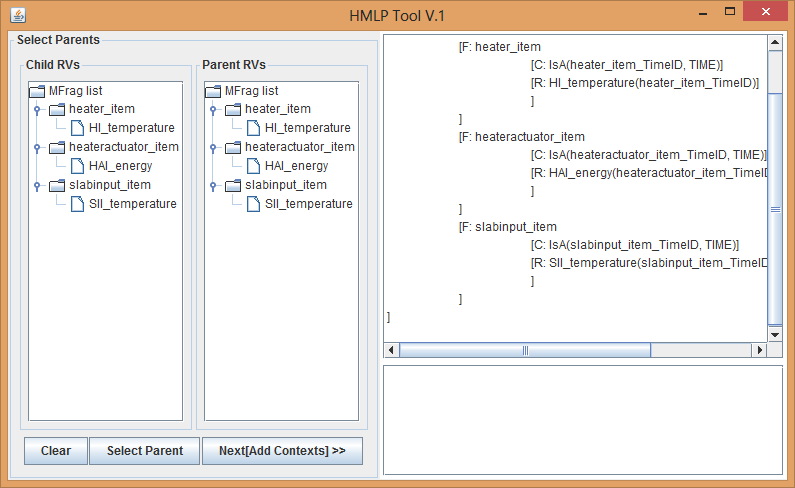 HMLP Tool V.1
Select Parents
Child RVs
MFrag list
heater_item
HI_temperature
heateractuator_item
HAI_energy
slabinput_item
SII_temperature
Parent RVs
MFrag list
heater_item
HI_temperature
heateractuator_item
HAI_energy
slabinput_item
SII_temperature
Clear
Select Parent
Next[Add Contexts] >>
[F: heater_item
[C: IsA(heater_item_TimeID, TIME)]
[R: HI_temperature(heater_item_TimeID)]
]
]
[F: heateractuator_item
[C: IsA(heateractuator_item_TimeID, TIME)]
[R: HAI_energy(heateractuator_item_TimeID
]
]
[F: slabinput_item
[C: IsA(slabinput_item_TimeID, TIME)]
[R: SII_temperature(slabinput_item_TimeID
]
]
]